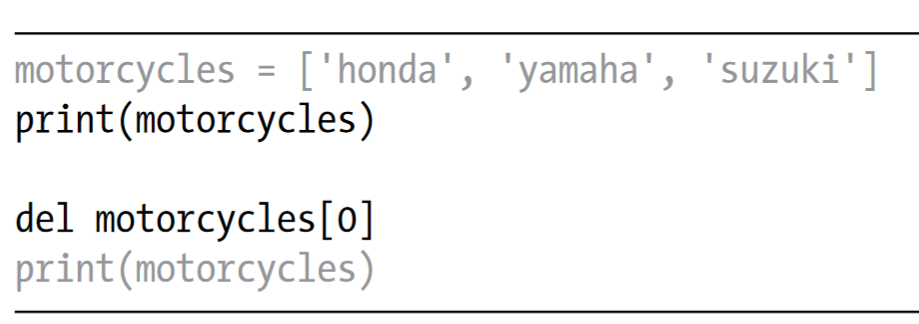 motorcycles = ['honda', 'yamaha', 'suzuki']
print(motorcycles)
del motorcycles[0]
print(motorcycles)